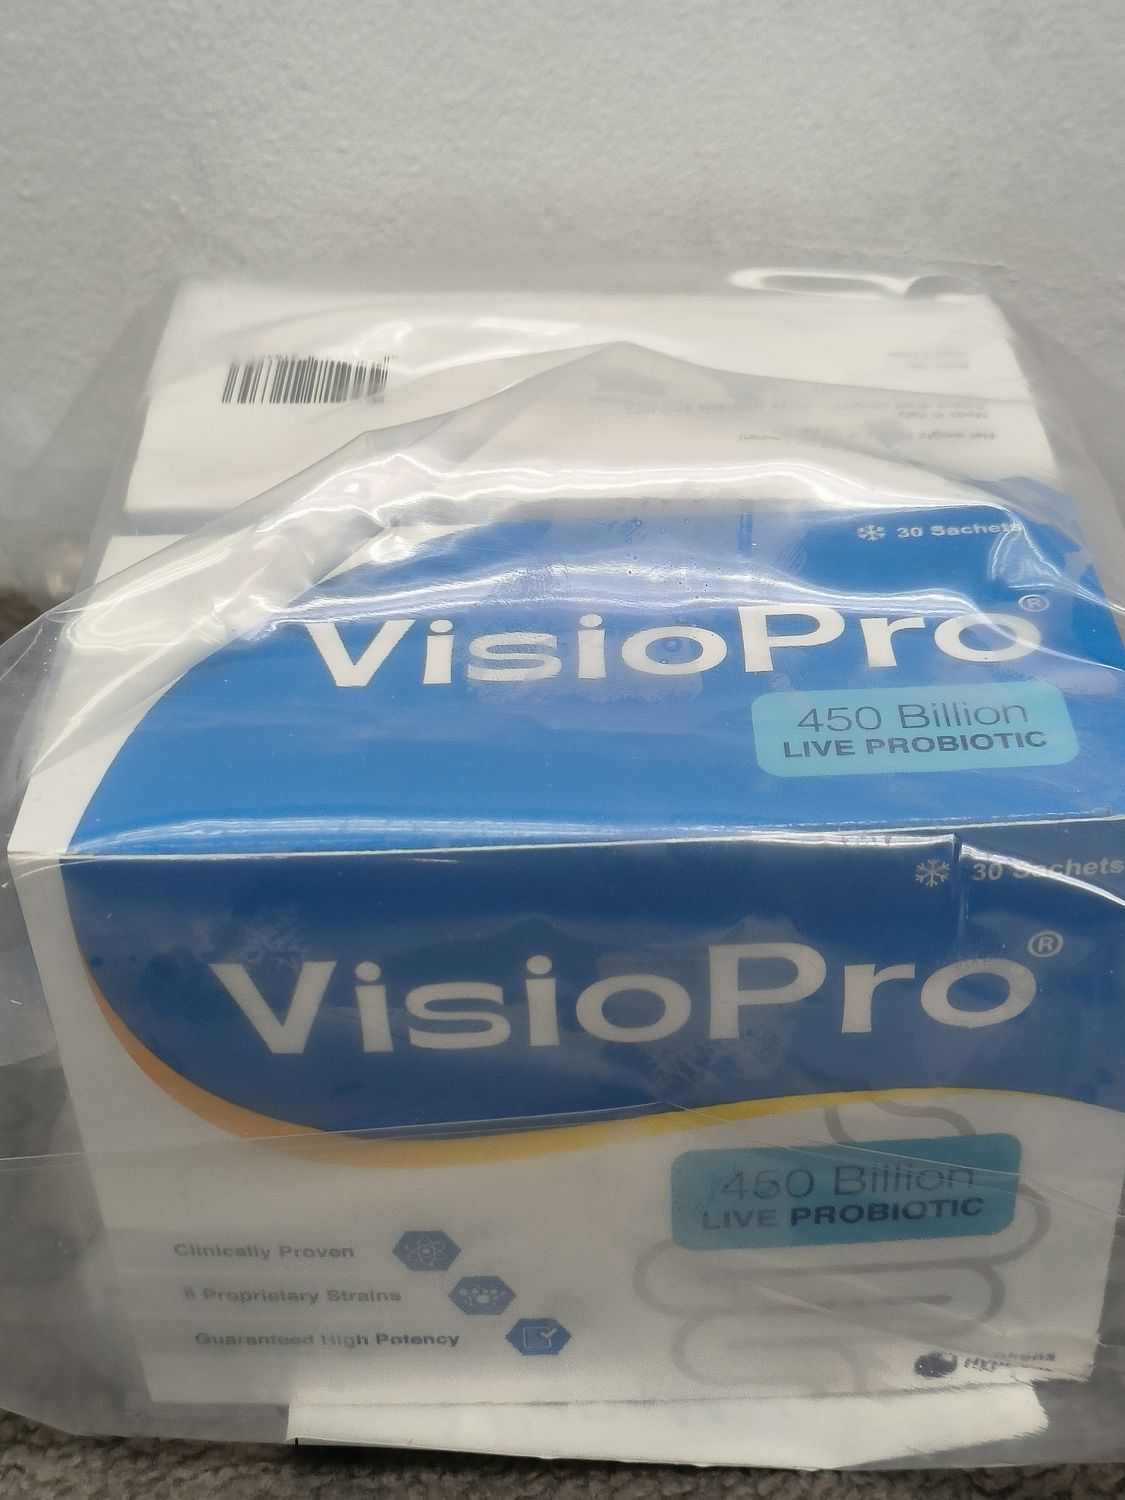 30 Sachets
VisioPro®
450 Billion
LIVE PROBIOTIC
30 Sachets
VisioPro®
450 Billion
LIVE PROBIOTIC
Clinically Proven
8 Proprietary Strains
Guaranteed High Potency